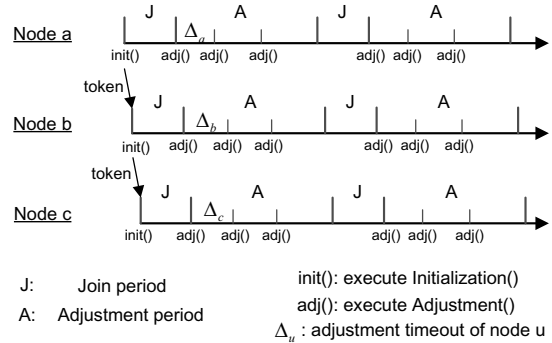 J A J A
Node a
Δa
init() adj() adj() adj() adj() adj() adj()
token
J A J A
Node b
Δb
init() adj() adj() adj() adj() adj() adj()
token
J A J A
Node c
Δc
init() adj() adj() adj() adj() adj() adj()
J: Join period
init(): execute Initialization()
A: Adjustment period
adj(): execute Adjustment()
Δu : adjustment timeout of node u